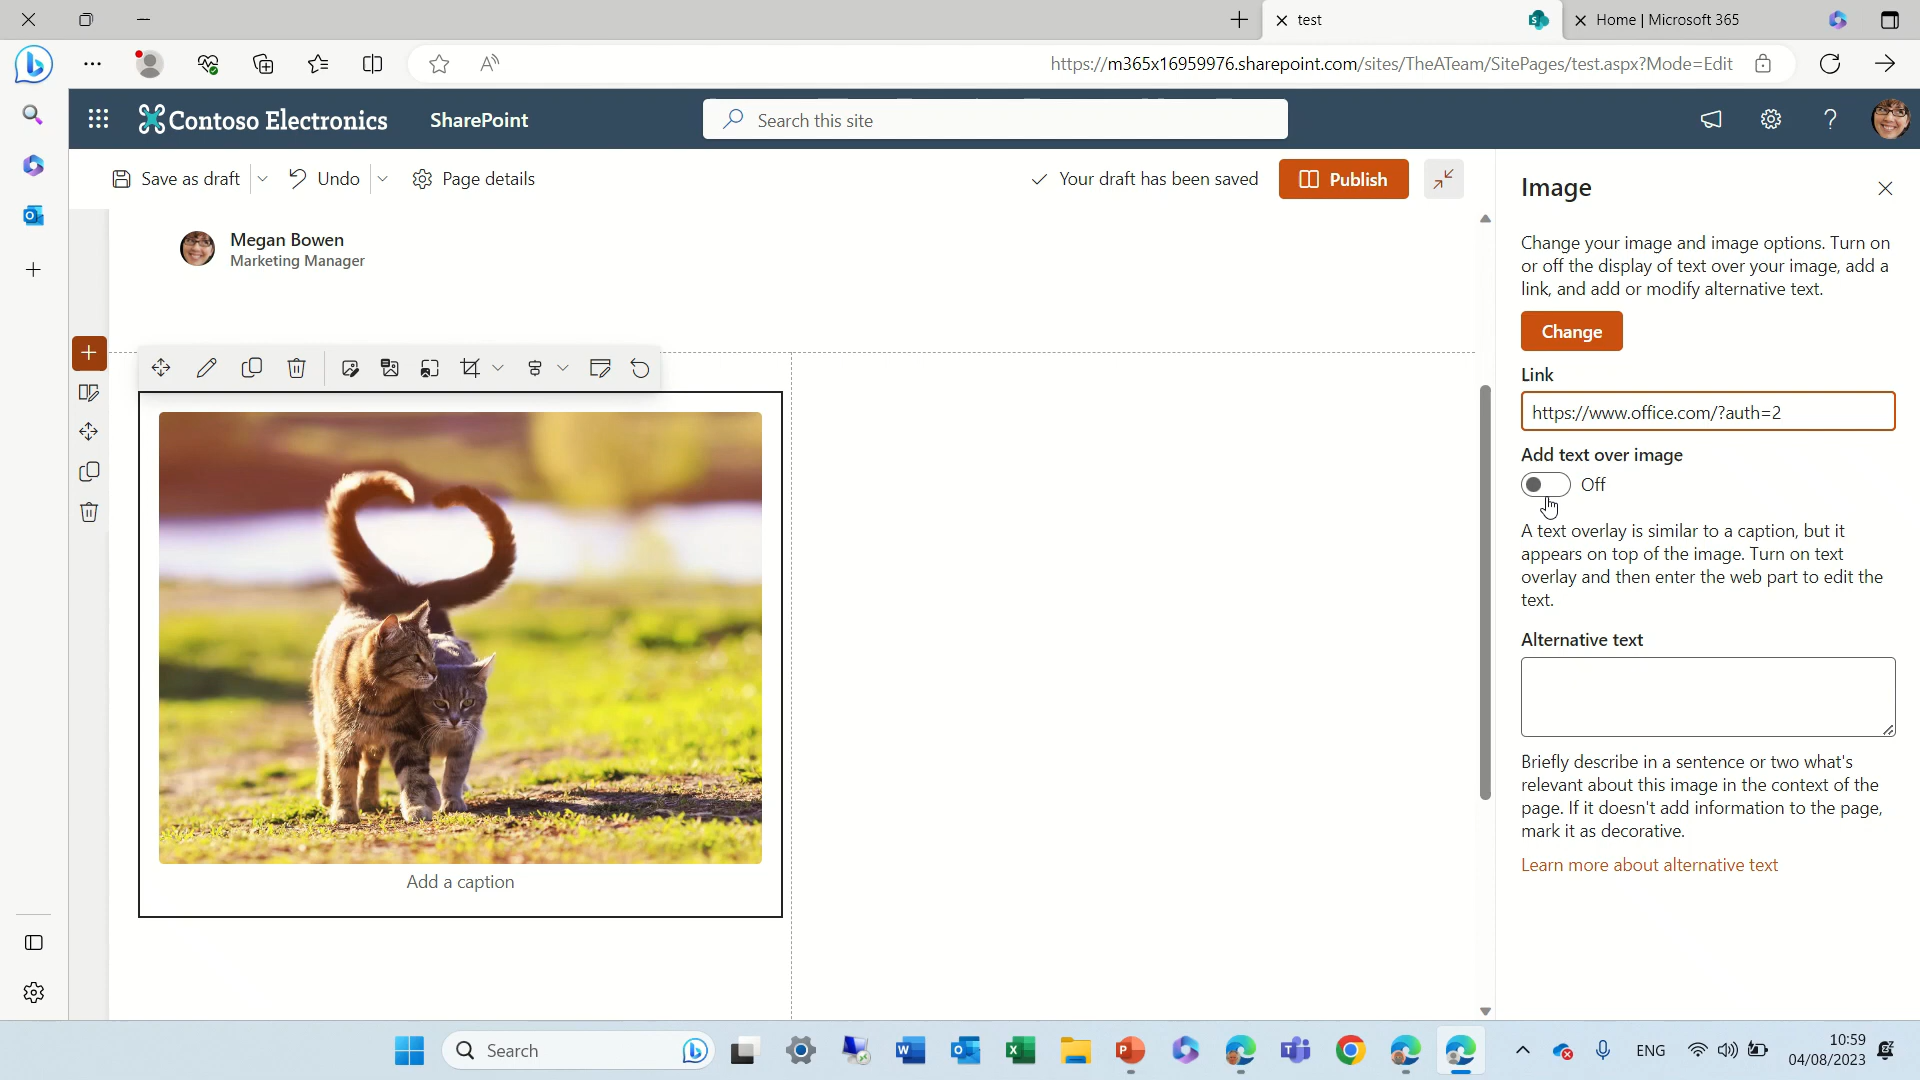 test
Home | Microsoft 365
https://m365x16959976.sharepoint.com/sites/TheATeam/SitePages/test.aspx?Mode=Edit
Contoso Electronics
SharePoint
Search this site
Save as draft
Undo
Page details
Your draft has been saved
Publish
Megan Bowen
Marketing Manager
Add a caption
Image
Change your image and image options. Turn on
or off the display of text over your image, add a
link, and add or modify alternative text.
Change
Link
https://www.office.com/?auth=2
Add text over image
Off
A text overlay is similar to a caption, but it
appears on top of the image. Turn on text
overlay and then enter the web part to edit the
text.
Alternative text
Briefly describe in a sentence or two what's
relevant about this image in the context of the
page. If it doesn't add information to the page,
mark it as decorative.
Learn more about alternative text
Search
ENG
10:59
04/08/2023